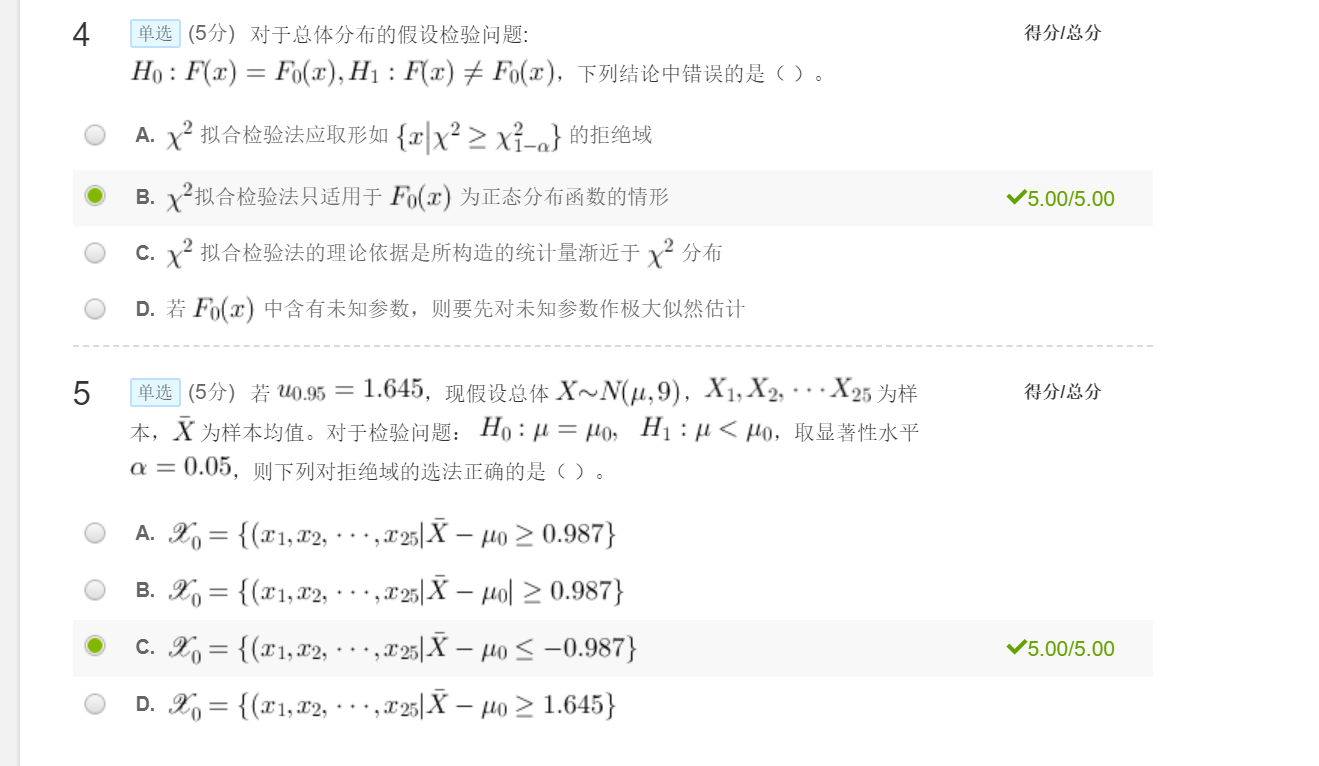 4 单选 (5分) 对于总体分布的假设检验问题: 得分/总分
H₀ : F(x) = F₀(x), H₁ : F(x) ≠ F₀(x)，下列结论中错误的是（ ）。
A. χ² 拟合检验法应取形如 {x|χ² ≥ χ²₁₋α} 的拒绝域
B. χ²拟合检验法只适用于 F₀(x) 为正态分布函数的情形 5.00/5.00
C. χ² 拟合检验法的理论依据是所构造的统计量渐近于 χ² 分布
D. 若 F₀(x) 中含有未知参数，则要先对未知参数作极大似然估计
5 单选 (5分) 若 u₀.₉₅ = 1.645，现假设总体 X~N(μ, 9)，X₁, X₂, ··· X₂₅ 为样 得分/总分
本，X̄ 为样本均值。对于检验问题： H₀ : μ = μ₀, H₁ : μ < μ₀，取显著性水平
α = 0.05，则下列对拒绝域的选法正确的是（ ）。
A. 𝒳₀ = {(x₁, x₂, ··· , x₂₅|X̄ − μ₀ ≥ 0.987}
B. 𝒳₀ = {(x₁, x₂, ··· , x₂₅|X̄ − μ₀| ≥ 0.987}
C. 𝒳₀ = {(x₁, x₂, ··· , x₂₅|X̄ − μ₀ ≤ −0.987} 5.00/5.00
D. 𝒳₀ = {(x₁, x₂, ··· , x₂₅|X̄ − μ₀ ≥ 1.645}